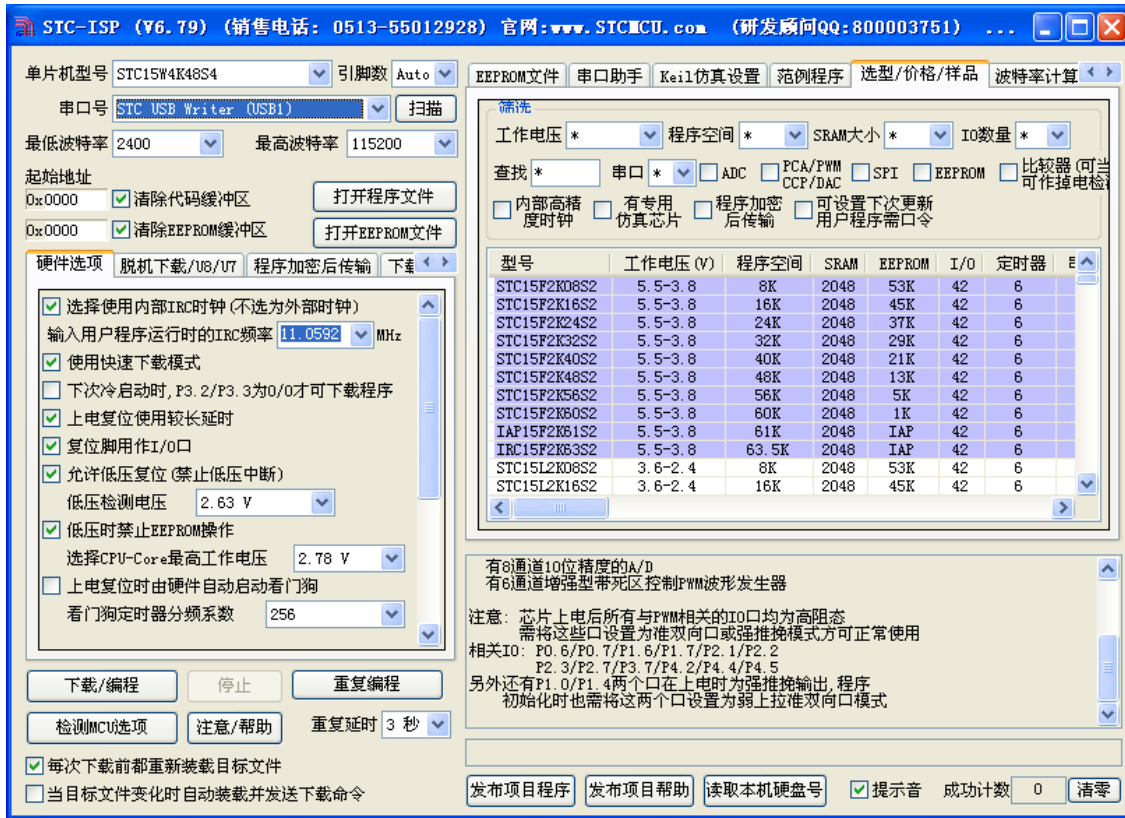 STC-ISP (V6.79) (销售电话: 0513-55012928) 官网:www.STCMCU.com (研发顾问QQ:800003751) ...
单片机型号 STC15W4K48S4 引脚数 Auto
串口号 STC USB Writer (USB1) 扫描
最低波特率 2400 最高波特率 115200
起始地址
0x0000 清除代码缓冲区 打开程序文件
0x0000 清除EEPROM缓冲区 打开EEPROM文件
硬件选项 脱机下载/U8/U7 程序加密后传输
选择使用内部IRC时钟(不选为外部时钟)
输入用户程序运行时的IRC频率 11.0592 MHz
使用快速下载模式
下次冷启动时,P3.2/P3.3为0/0才可下载程序
上电复位使用较长延时
复位脚用作I/O口
允许低压复位(禁止低压中断)
低压检测电压 2.63 V
低压时禁止EEPROM操作
选择CPU-Core最高工作电压 2.78 V
上电复位时由硬件自动启动看门狗
看门狗定时器分频系数 256
下载/编程 停止 重复编程
检测MCU选项 注意/帮助 重复延时 3 秒
每次下载前都重新装载目标文件
当目标文件变化时自动装载并发送下载命令
EEPROM文件 串口助手 Keil仿真设置 范例程序 选型/价格/样品 波特率计算
筛选
工作电压 * 程序空间 * SRAM大小 * IO数量 *
查找 * 串口 * ADC PCA/PWM CCP/DAC SPI EEPROM 比较器(可当 可作掉电检
内部高精度时钟 有专用仿真芯片 程序加密后传输 可设置下次更新用户程序需口令
型号 工作电压(V) 程序空间 SRAM EEPROM I/O 定时器
STC15F2K08S2 5.5-3.8 8K 2048 53K 42 6
STC15F2K16S2 5.5-3.8 16K 2048 45K 42 6
STC15F2K24S2 5.5-3.8 24K 2048 37K 42 6
STC15F2K32S2 5.5-3.8 32K 2048 29K 42 6
STC15F2K40S2 5.5-3.8 40K 2048 21K 42 6
STC15F2K48S2 5.5-3.8 48K 2048 13K 42 6
STC15F2K56S2 5.5-3.8 56K 2048 5K 42 6
STC15F2K60S2 5.5-3.8 60K 2048 1K 42 6
IAP15F2K61S2 5.5-3.8 61K 2048 IAP 42 6
IRC15F2K63S2 5.5-3.8 63.5K 2048 IAP 42 6
STC15L2K08S2 3.6-2.4 8K 2048 53K 42 6
STC15L2K16S2 3.6-2.4 16K 2048 45K 42 6
有8通道10位精度的A/D
有6通道增强型带死区控制PWM波形发生器
注意: 芯片上电后所有与PWM相关的IO口均为高阻态
需将这些口设置为准双向口或强推挽模式方可正常使用
相关IO: P0.6/P0.7/P1.6/P1.7/P2.1/P2.2
P2.3/P2.7/P3.7/P4.2/P4.4/P4.5
另外还有P1.0/P1.4两个口在上电时为强推挽输出,程序
初始化时也需将这两个口设置为弱上拉准双向口模式
发布项目程序 发布项目帮助 读取本机硬盘号 提示音 成功计数 0 清零